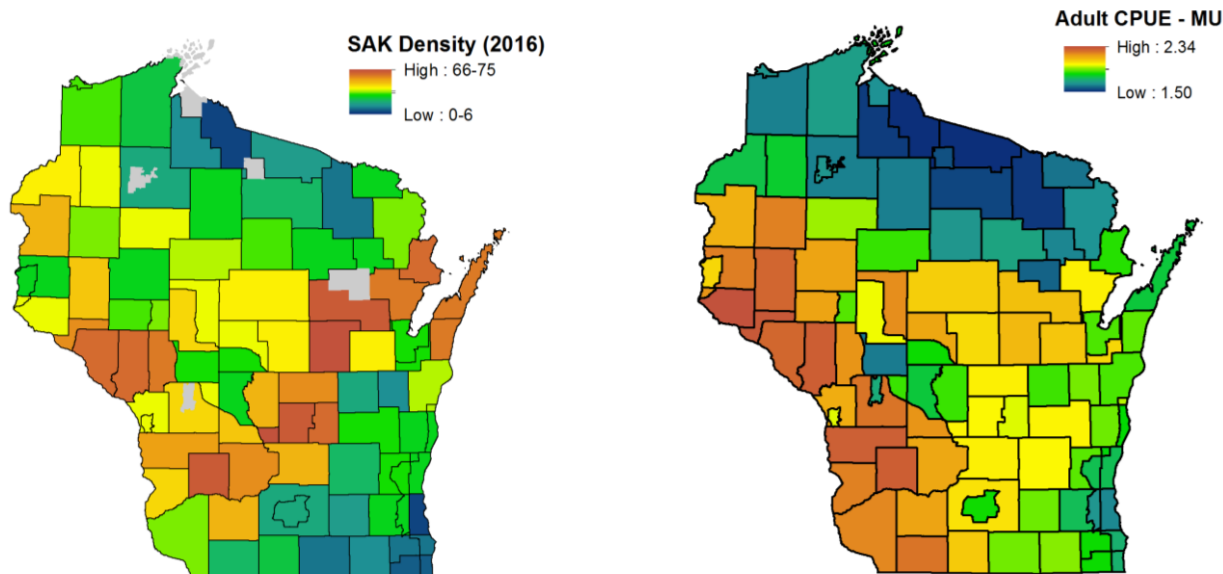 SAK Density (2016)
High : 66-75
Low : 0-6
Adult CPUE - MU
High : 2.34
Low : 1.50